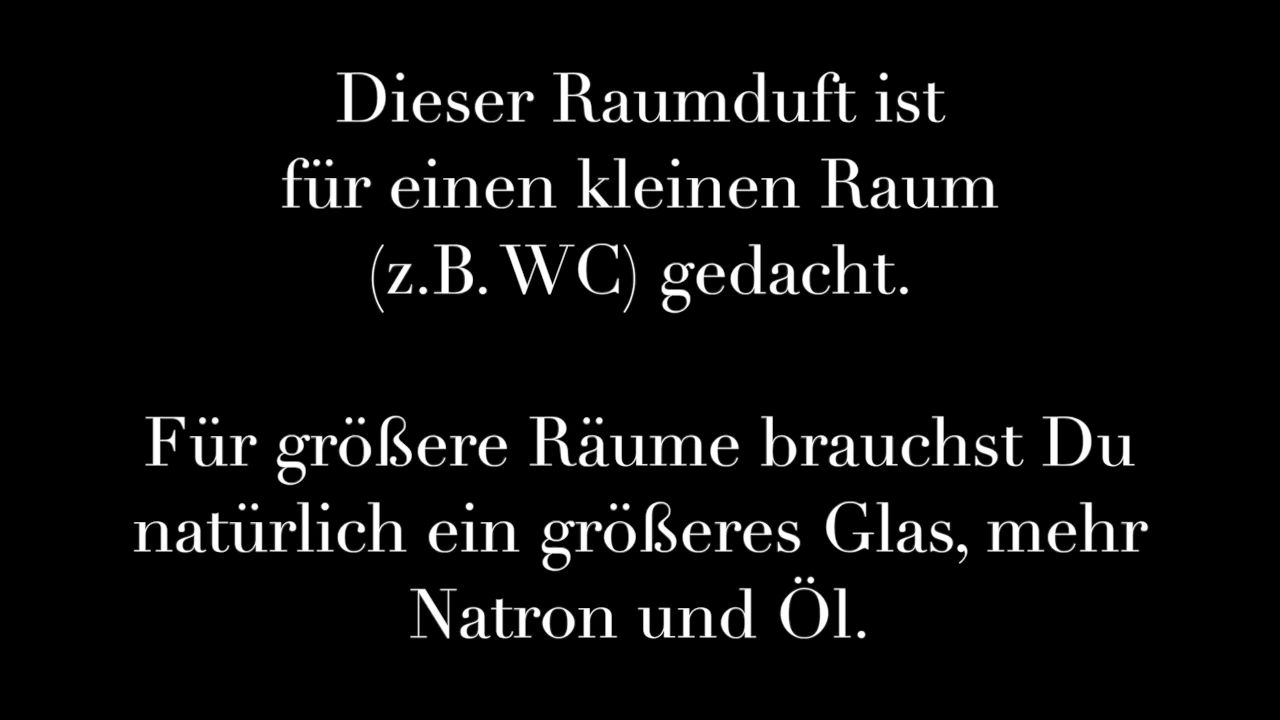 Dieser Raumduft ist
für einen kleinen Raum
(z.B. WC) gedacht.
Für größere Räume brauchst Du
natürlich ein größeres Glas, mehr
Natron und Öl.